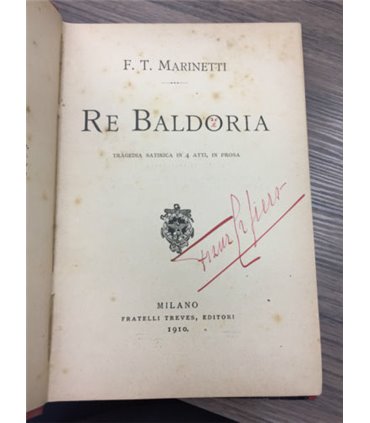 F. T. MARINETTI
RE BALDORIA
TRAGEDIA SATIRICA IN 4 ATTI, IN PROSA
MILANO
FRATELLI TREVES, EDITORI
1910.